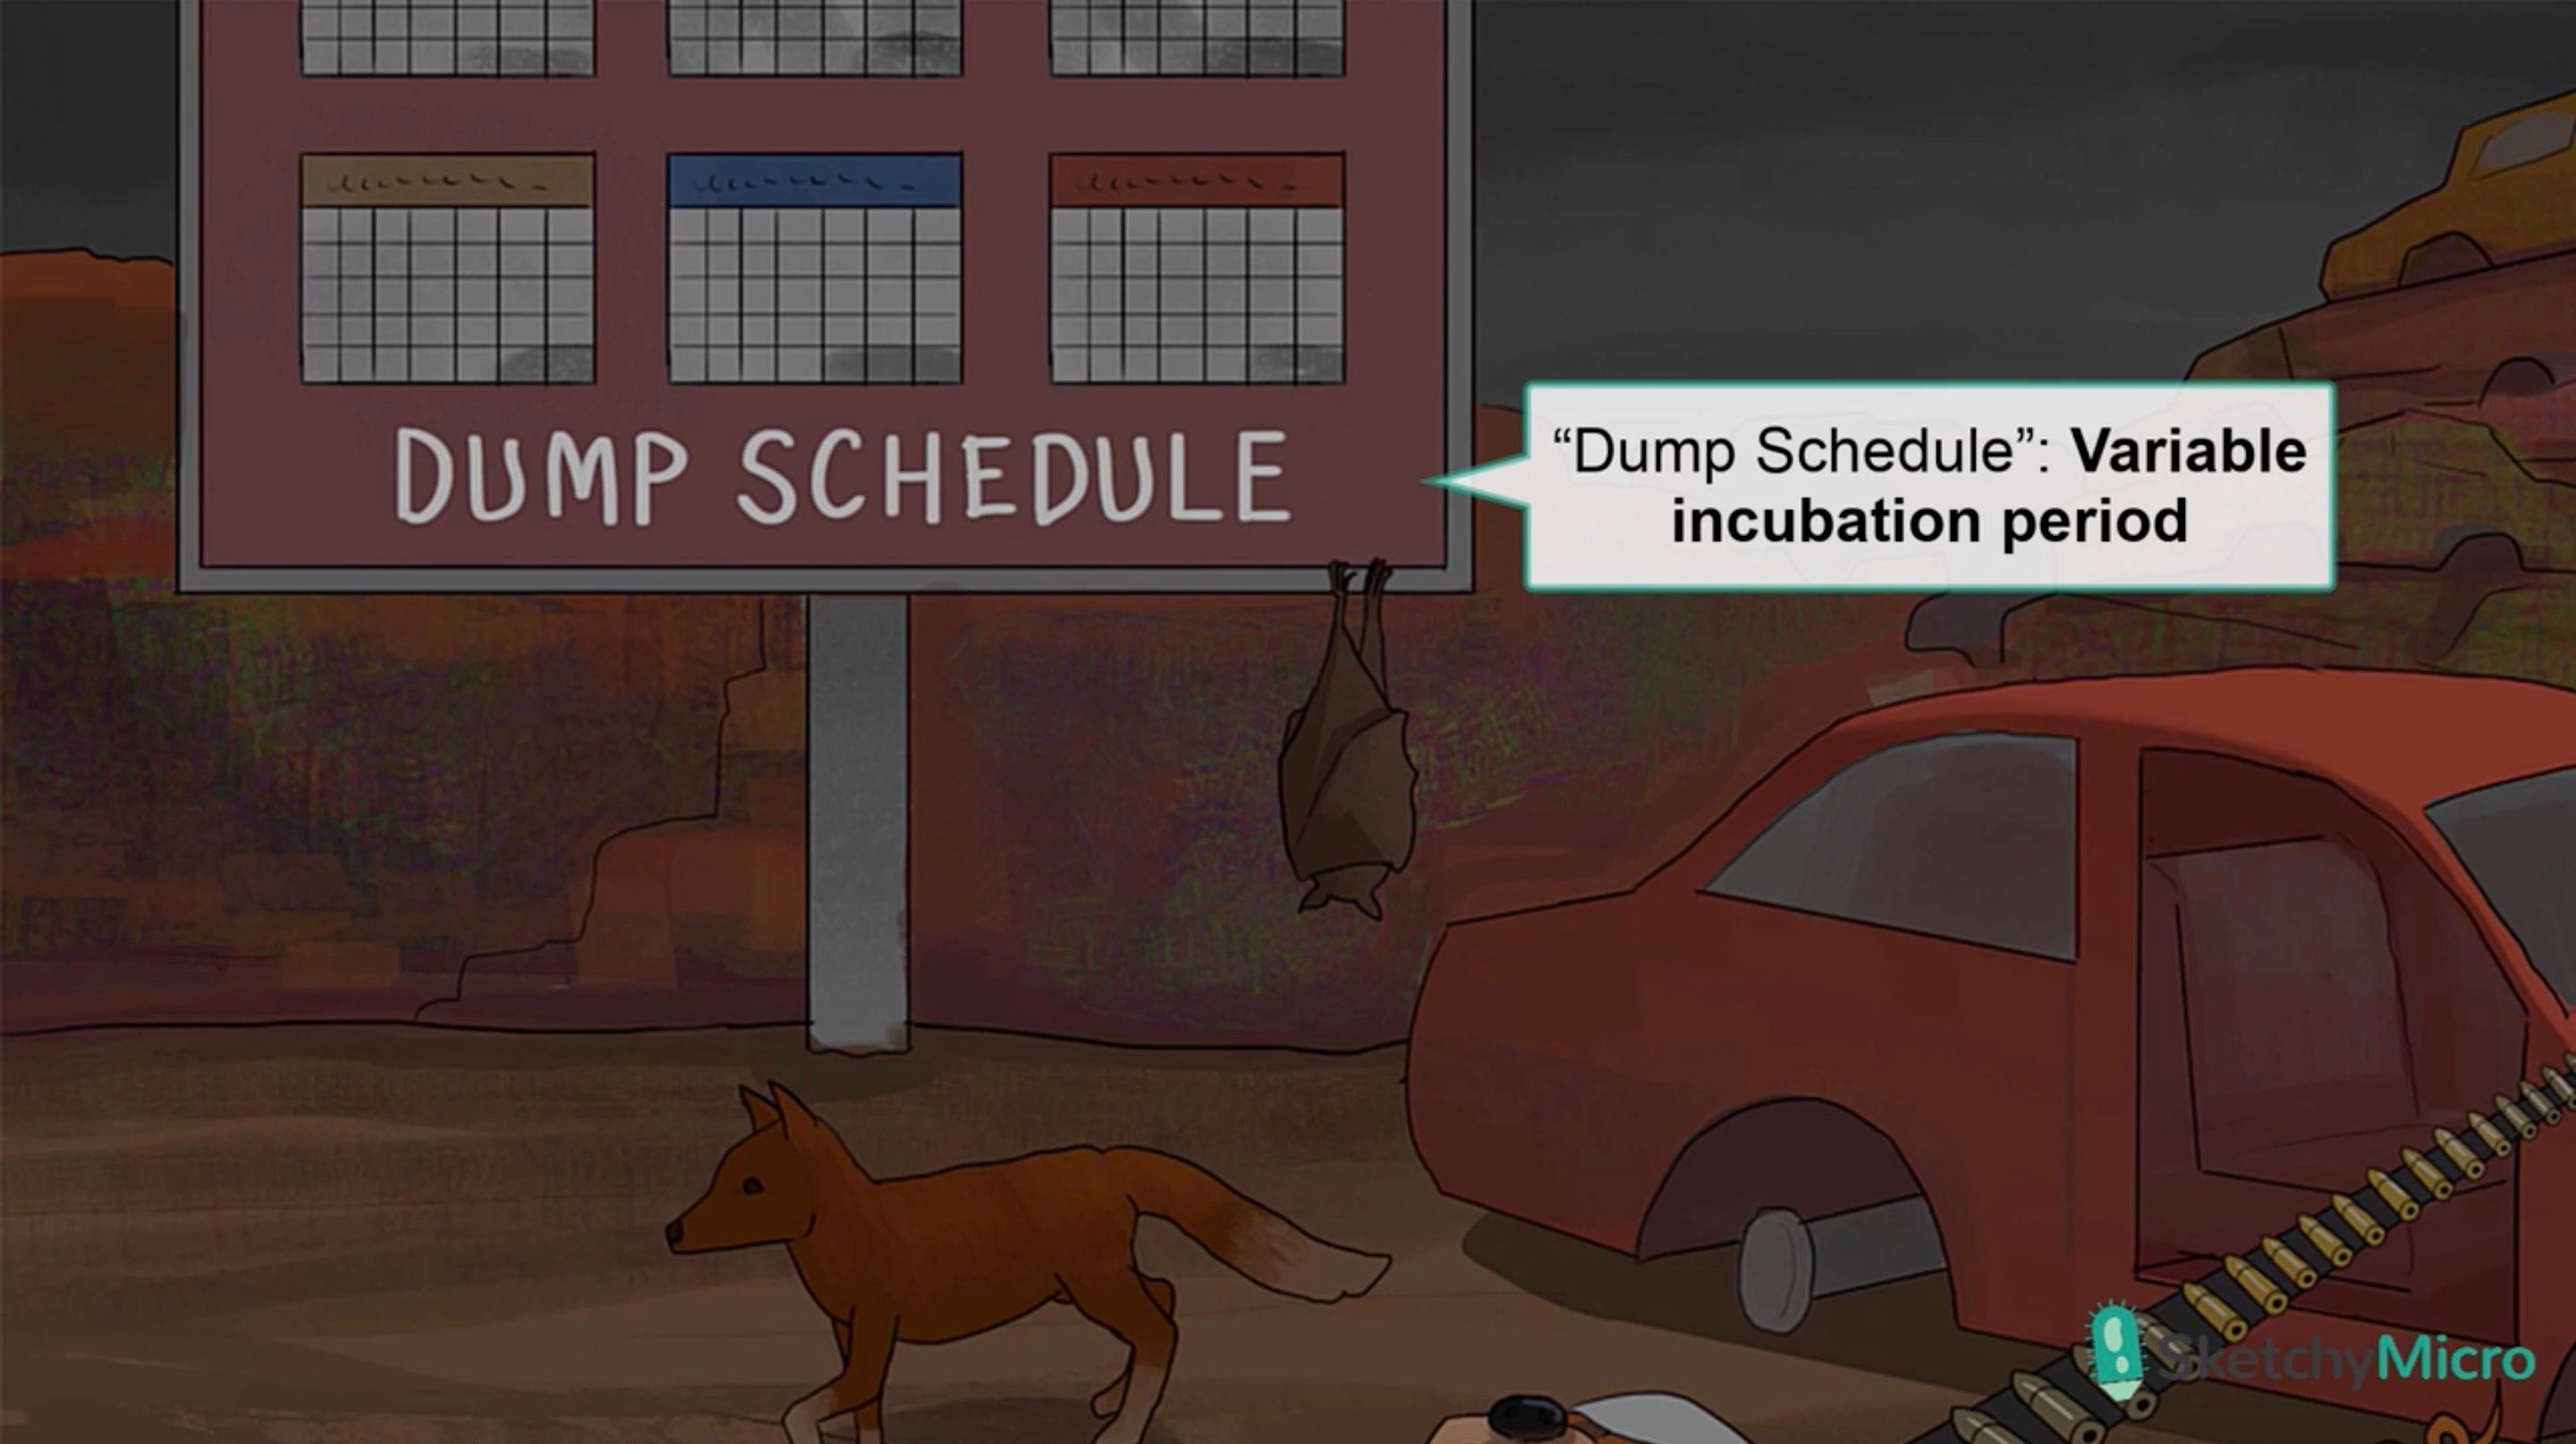 DUMP SCHEDULE
“Dump Schedule”: Variable
incubation period
SketchyMicro